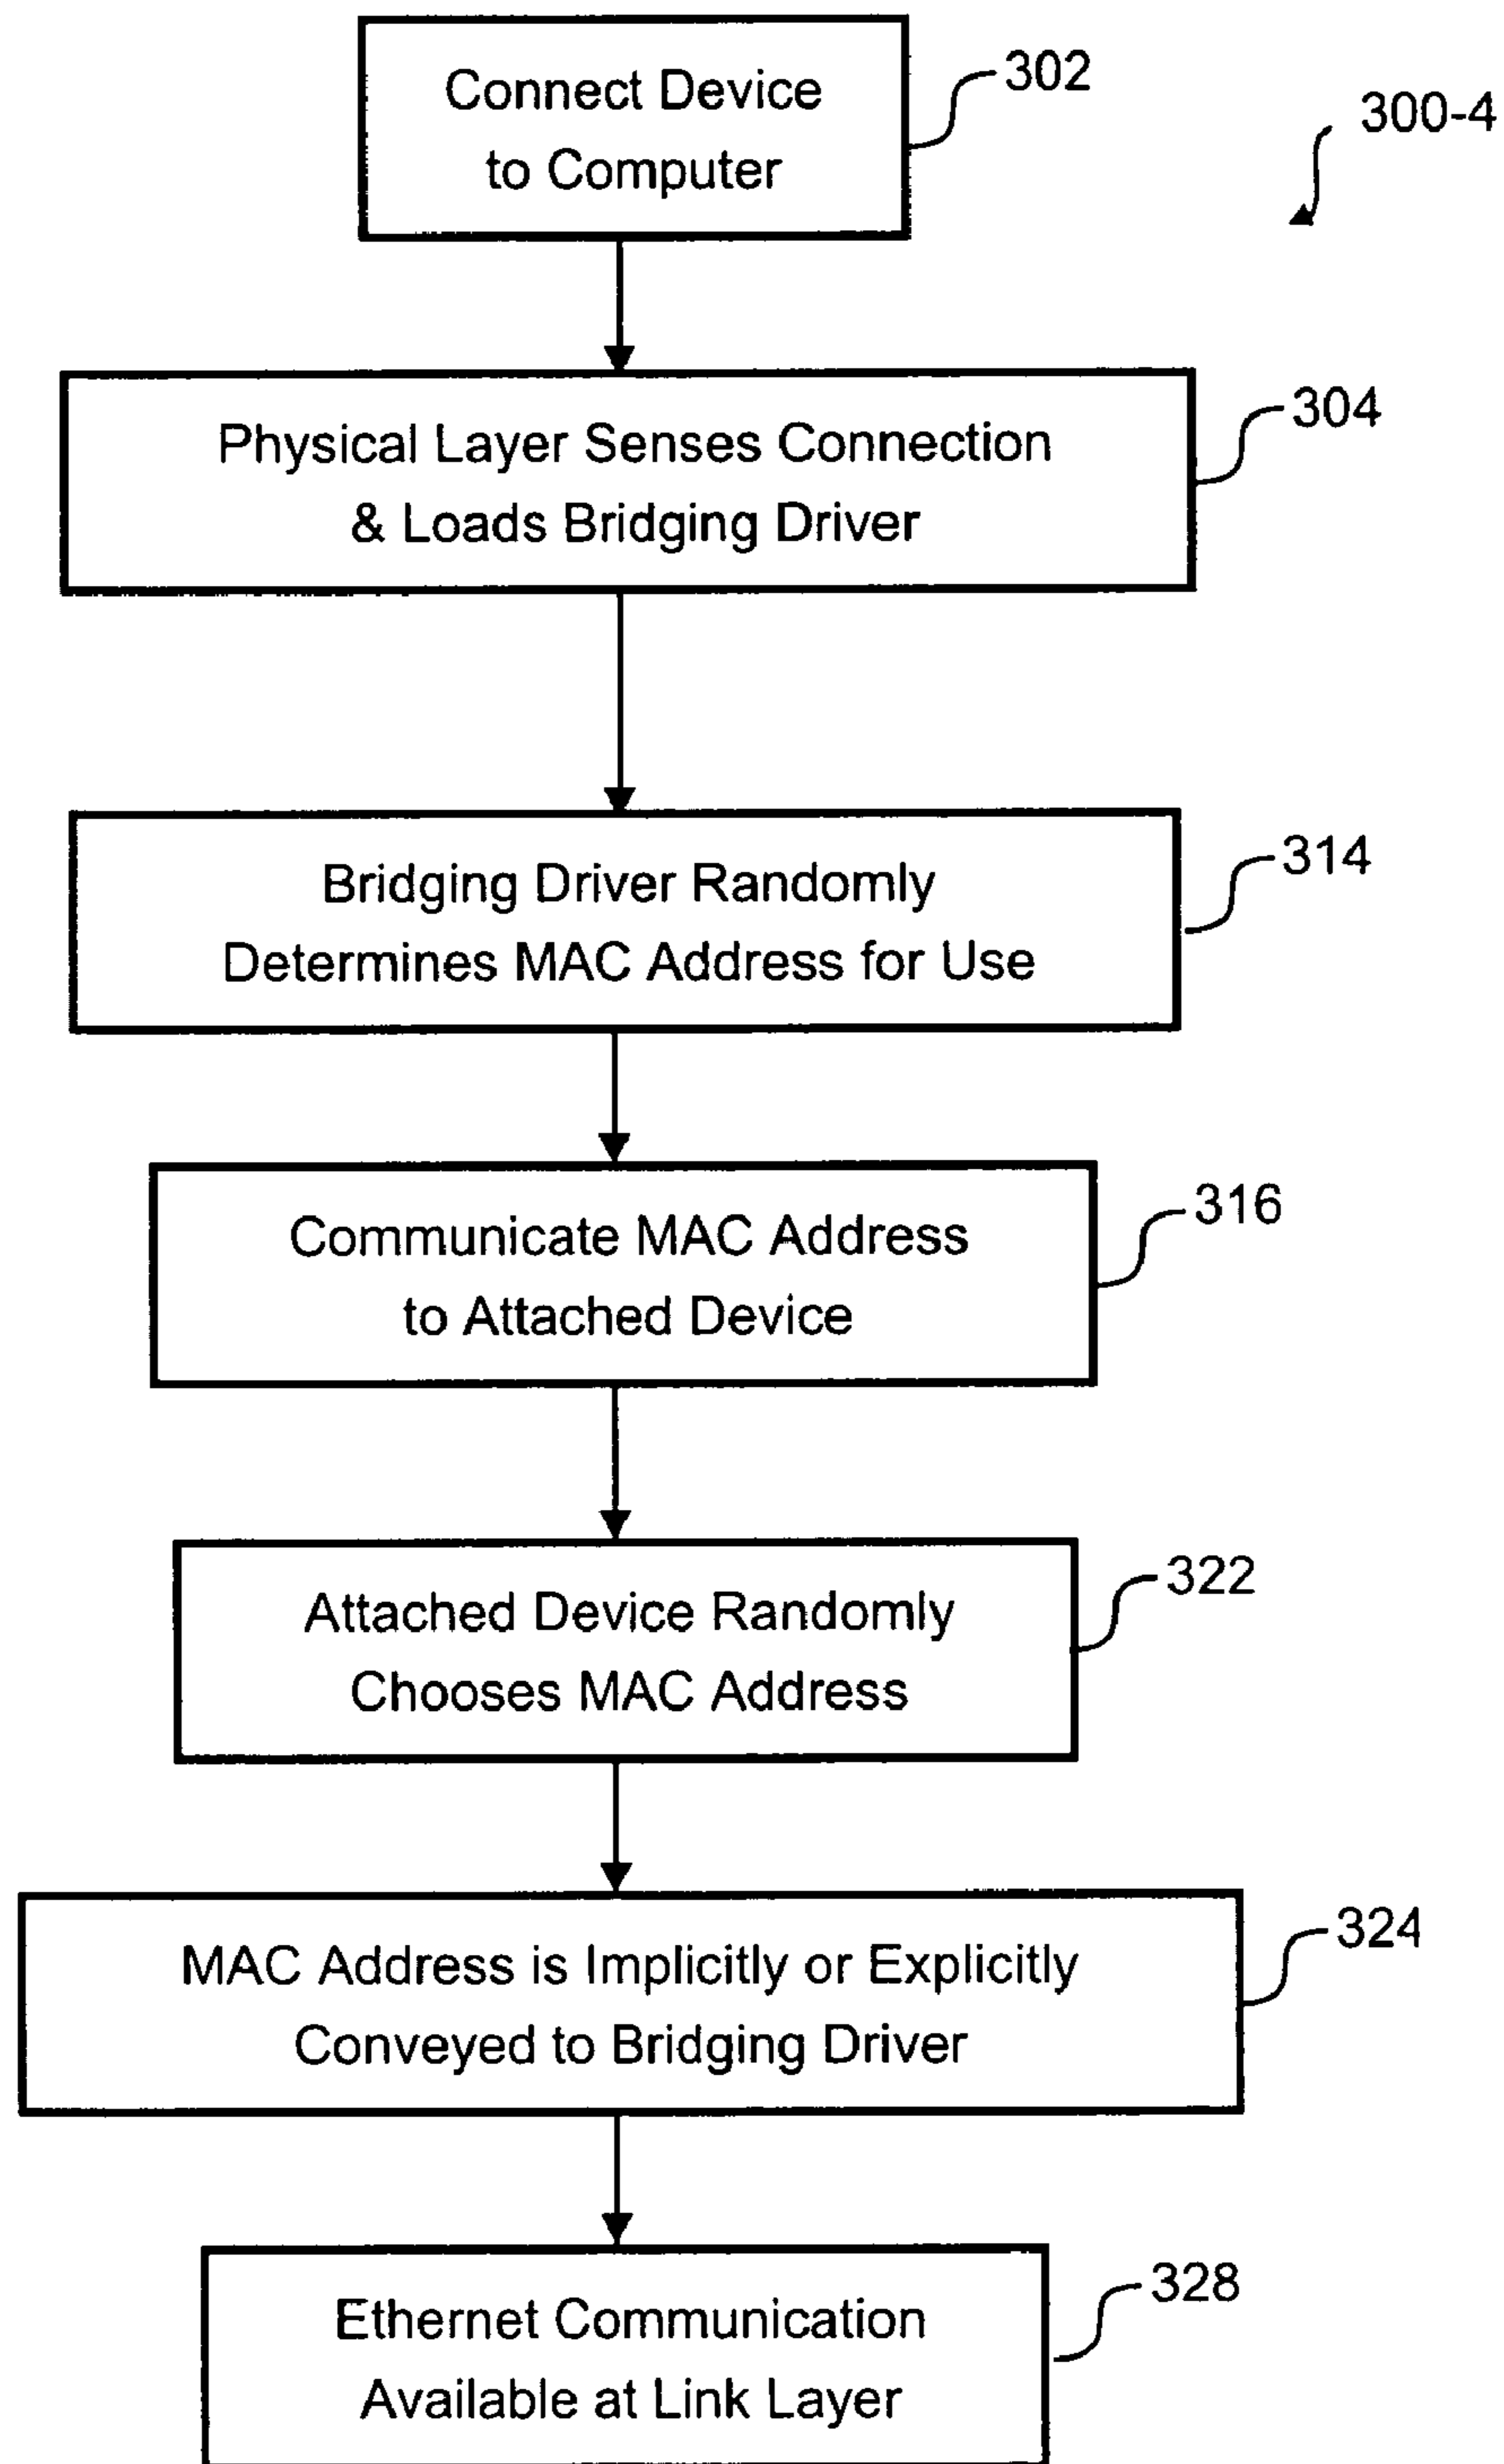 Connect Device
to Computer
302
300-4
Physical Layer Senses Connection
& Loads Bridging Driver
304
Bridging Driver Randomly
Determines MAC Address for Use
314
Communicate MAC Address
to Attached Device
316
Attached Device Randomly
Chooses MAC Address
322
MAC Address is Implicitly or Explicitly
Conveyed to Bridging Driver
324
Ethernet Communication
Available at Link Layer
328